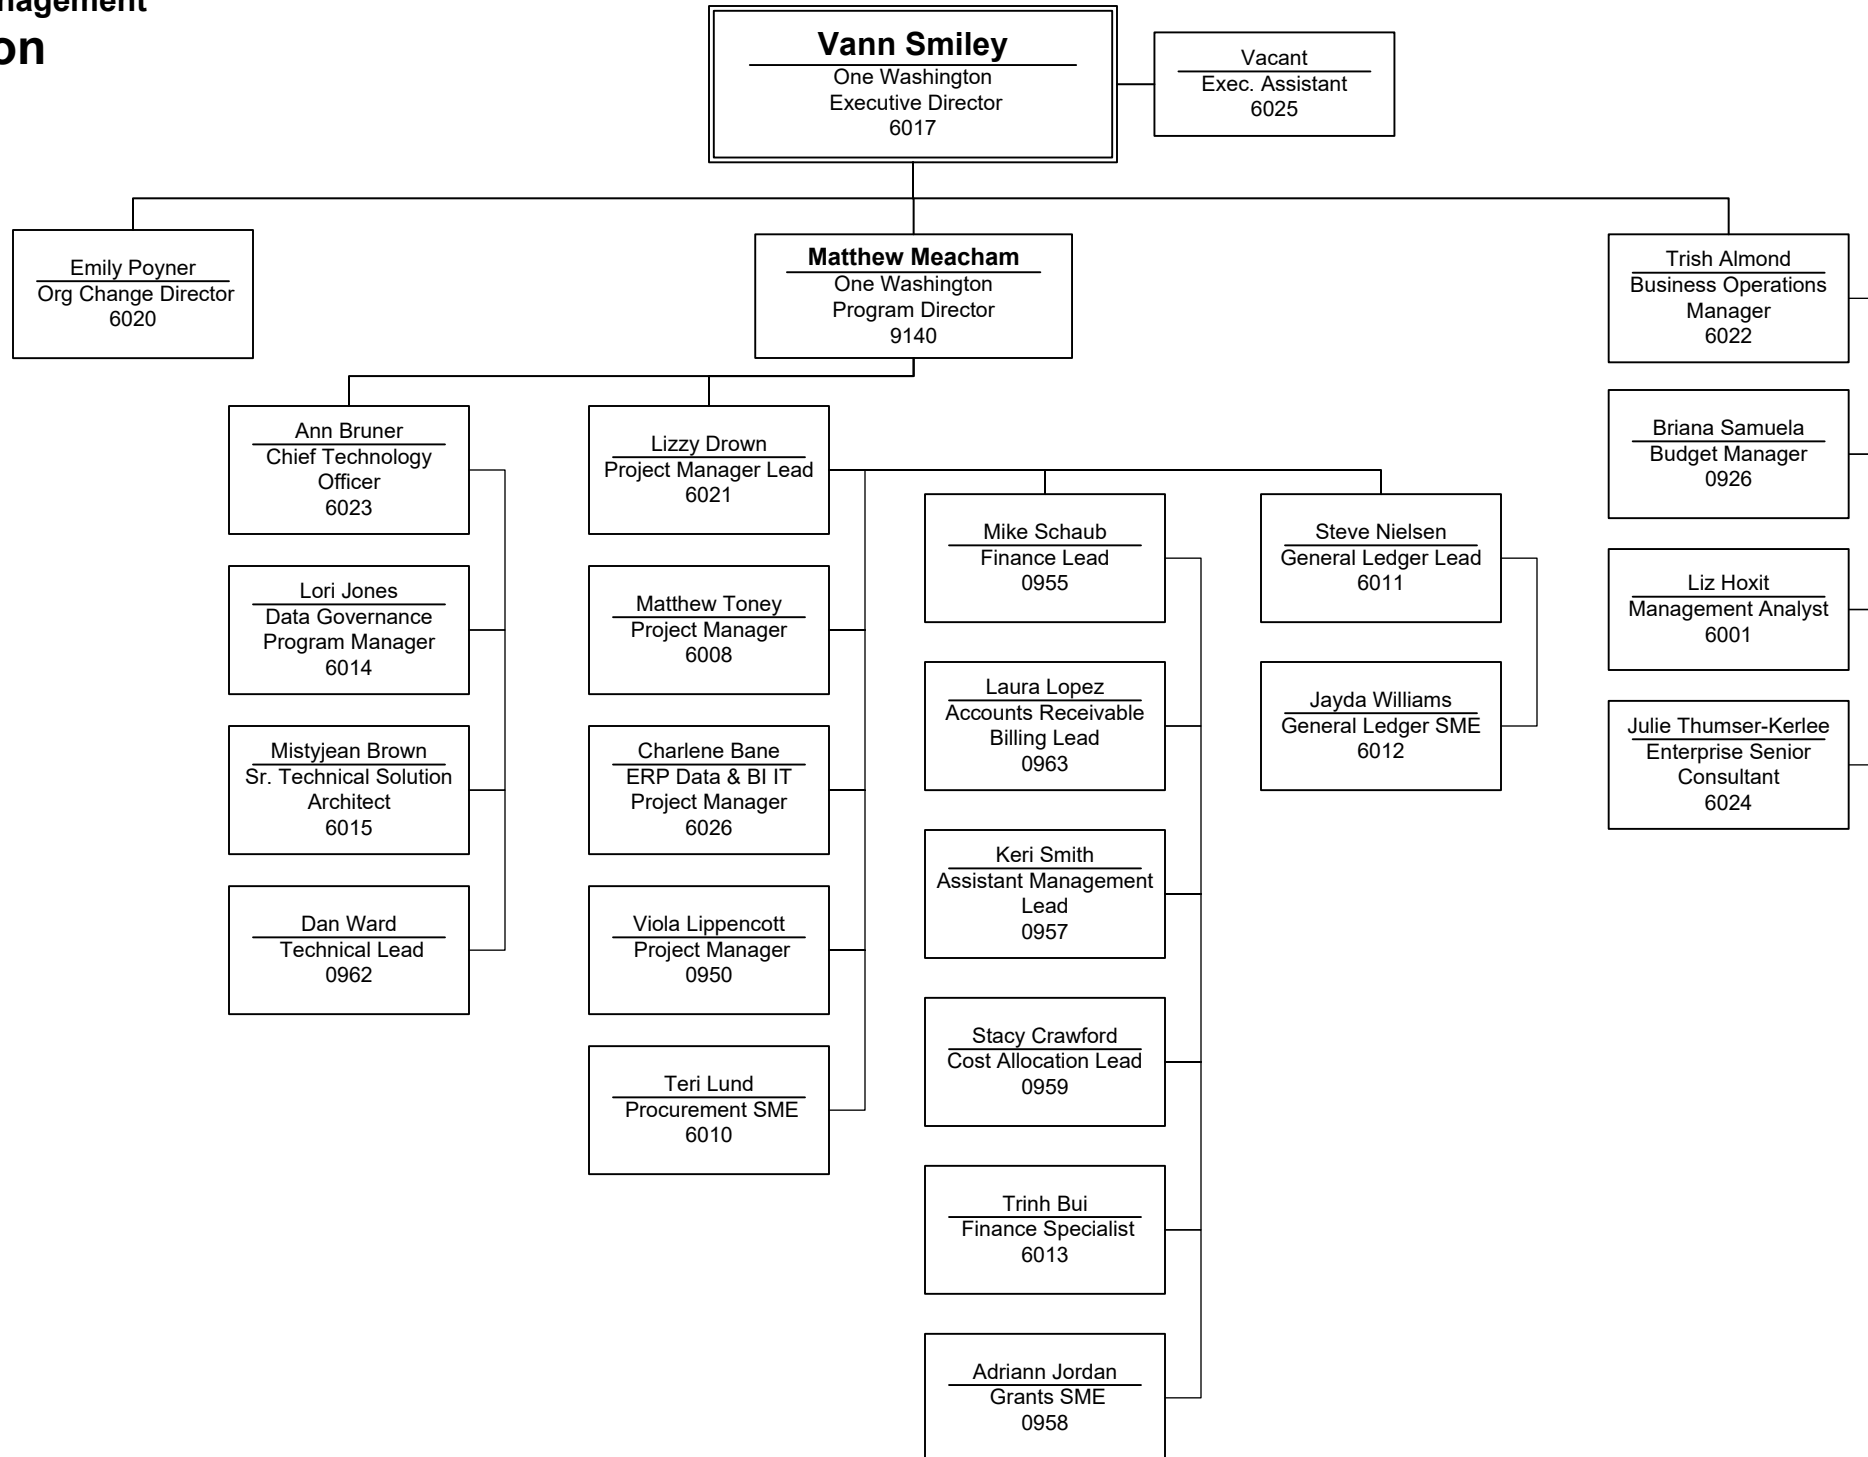 nagement
on
Vann Smiley
One Washington
Executive Director
6017
Vacant
Exec. Assistant
6025
Emily Poyner
Org Change Director
6020
Matthew Meacham
One Washington
Program Director
9140
Trish Almond
Business Operations
Manager
6022
Ann Bruner
Chief Technology
Officer
6023
Lori Jones
Data Governance
Program Manager
6014
Mistyjean Brown
Sr. Technical Solution
Architect
6015
Dan Ward
Technical Lead
0962
Lizzy Drown
Project Manager Lead
6021
Matthew Toney
Project Manager
6008
Charlene Bane
ERP Data & BI IT
Project Manager
6026
Viola Lippencott
Project Manager
0950
Teri Lund
Procurement SME
6010
Mike Schaub
Finance Lead
0955
Laura Lopez
Accounts Receivable
Billing Lead
0963
Keri Smith
Assistant Management
Lead
0957
Stacy Crawford
Cost Allocation Lead
0959
Trinh Bui
Finance Specialist
6013
Adriann Jordan
Grants SME
0958
Steve Nielsen
General Ledger Lead
6011
Jayda Williams
General Ledger SME
6012
Briana Samuela
Budget Manager
0926
Liz Hoxit
Management Analyst
6001
Julie Thumser-Kerlee
Enterprise Senior
Consultant
6024